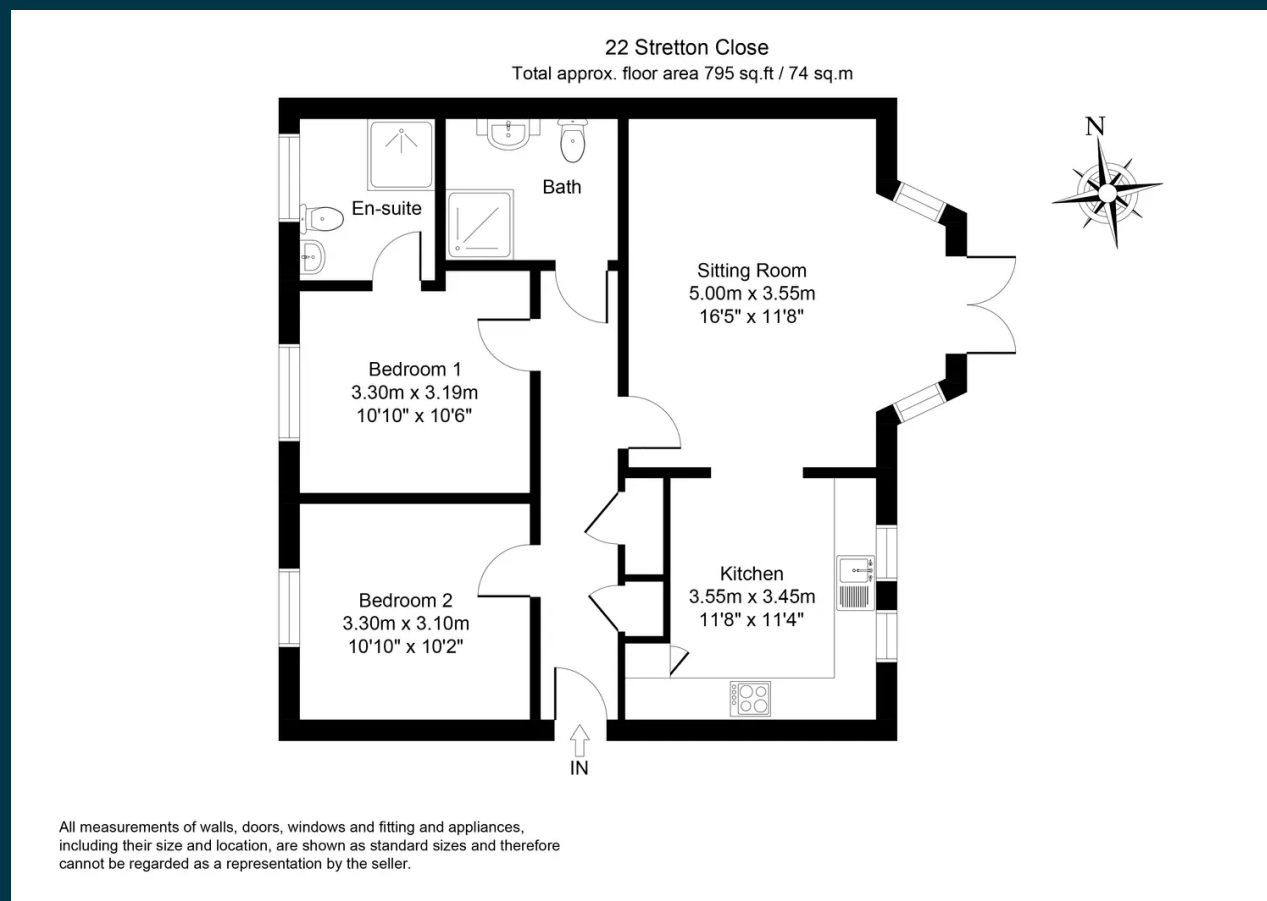 22 Stretton Close
Total approx. floor area 795 sq.ft / 74 sq.m
N
Bath
En-suite
Sitting Room
5.00m x 3.55m
16'5" x 11'8"
Bedroom 1
3.30m x 3.19m
10'10" x 10'6"
Kitchen
3.55m x 3.45m
11'8" x 11'4"
Bedroom 2
3.30m x 3.10m
10'10" x 10'2"
IN
All measurements of walls, doors, windows and fitting and appliances,
including their size and location, are shown as standard sizes and therefore
cannot be regarded as a representation by the seller.